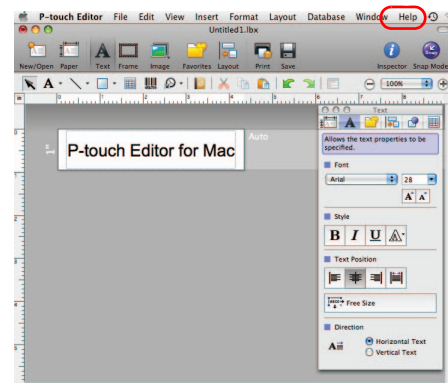 P-touch Editor File Edit View Insert Format Layout Database Window Help
Untitled1.lbx
New/Open Paper Text Frame Image Favorites Layout Print Save Inspector Snap Mode
100%
Text
Allows the text properties to be
specified.
Font
Arial 28
Style
B I U A
Text Position
Free Size
Direction
Horizontal Text
Vertical Text
Auto
1"
P-touch Editor for Mac